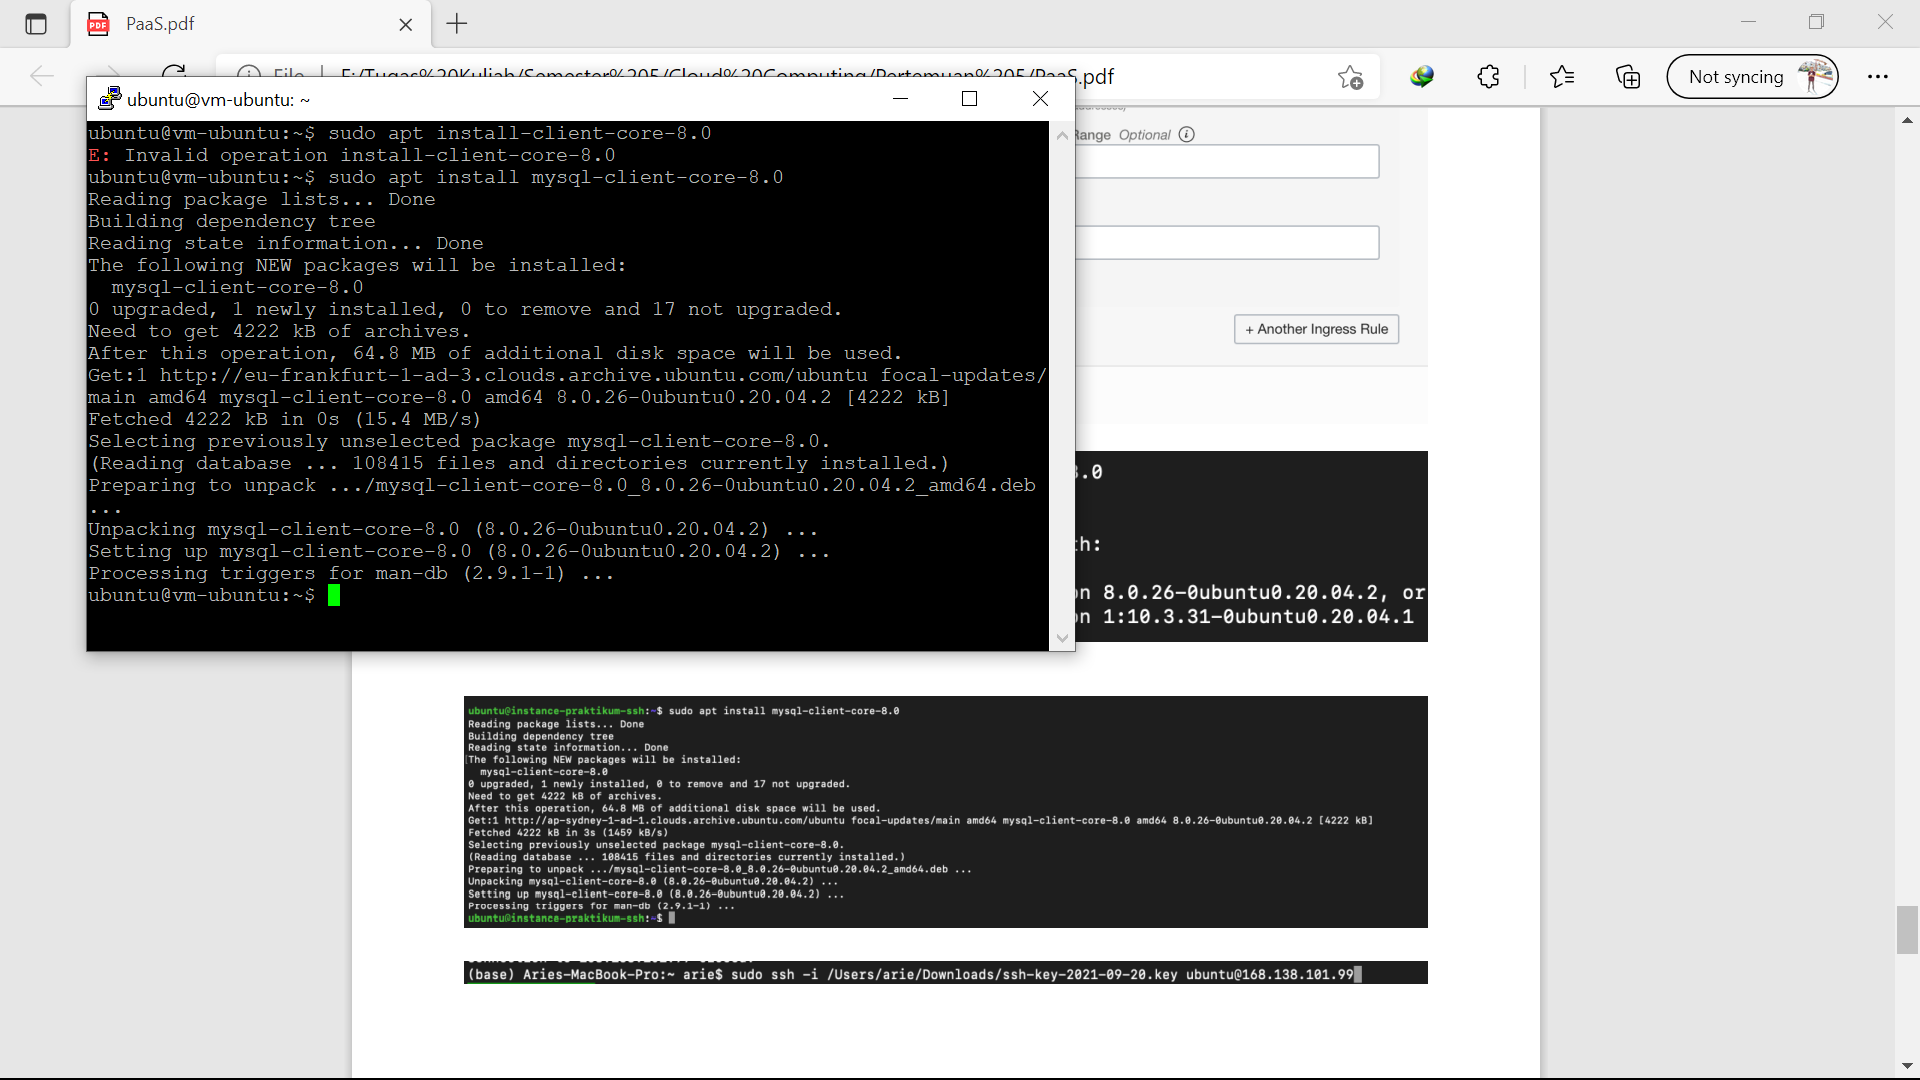 PaaS.pdf
Not syncing
ubuntu@vm-ubuntu: ~
ubuntu@vm-ubuntu:~$ sudo apt install-client-core-8.0
E: Invalid operation install-client-core-8.0
ubuntu@vm-ubuntu:~$ sudo apt install mysql-client-core-8.0
Reading package lists... Done
Building dependency tree
Reading state information... Done
The following NEW packages will be installed:
mysql-client-core-8.0
0 upgraded, 1 newly installed, 0 to remove and 17 not upgraded.
Need to get 4222 kB of archives.
After this operation, 64.8 MB of additional disk space will be used.
Get:1 http://eu-frankfurt-1-ad-3.clouds.archive.ubuntu.com/ubuntu focal-updates/
main amd64 mysql-client-core-8.0 amd64 8.0.26-0ubuntu0.20.04.2 [4222 kB]
Fetched 4222 kB in 0s (15.4 MB/s)
Selecting previously unselected package mysql-client-core-8.0.
(Reading database ... 108415 files and directories currently installed.)
Preparing to unpack .../mysql-client-core-8.0_8.0.26-0ubuntu0.20.04.2_amd64.deb
...
Unpacking mysql-client-core-8.0 (8.0.26-0ubuntu0.20.04.2) ...
Setting up mysql-client-core-8.0 (8.0.26-0ubuntu0.20.04.2) ...
Processing triggers for man-db (2.9.1-1) ...
ubuntu@vm-ubuntu:~$
Range Optional
+ Another Ingress Rule
.0
th:
on 8.0.26-0ubuntu0.20.04.2, or
on 1:10.3.31-0ubuntu0.20.04.1
ubuntu@instance-praktikum-ssh:~$ sudo apt install mysql-client-core-8.0
Reading package lists... Done
Building dependency tree
Reading state information... Done
The following NEW packages will be installed:
mysql-client-core-8.0
0 upgraded, 1 newly installed, 0 to remove and 17 not upgraded.
Need to get 4222 kB of archives.
After this operation, 64.8 MB of additional disk space will be used.
Get:1 http://ap-sydney-1-ad-1.clouds.archive.ubuntu.com/ubuntu focal-updates/main amd64 mysql-client-core-8.0 amd64 8.0.26-0ubuntu0.20.04.2 [4222 kB]
Fetched 4222 kB in 3s (1459 kB/s)
Selecting previously unselected package mysql-client-core-8.0.
(Reading database ... 108415 files and directories currently installed.)
Preparing to unpack .../mysql-client-core-8.0_8.0.26-0ubuntu0.20.04.2_amd64.deb ...
Unpacking mysql-client-core-8.0 (8.0.26-0ubuntu0.20.04.2) ...
Setting up mysql-client-core-8.0 (8.0.26-0ubuntu0.20.04.2) ...
Processing triggers for man-db (2.9.1-1) ...
ubuntu@instance-praktikum-ssh:~$
(base) Aries-MacBook-Pro:~ arie$ sudo ssh -i /Users/arie/Downloads/ssh-key-2021-09-20.key ubuntu@168.138.101.99